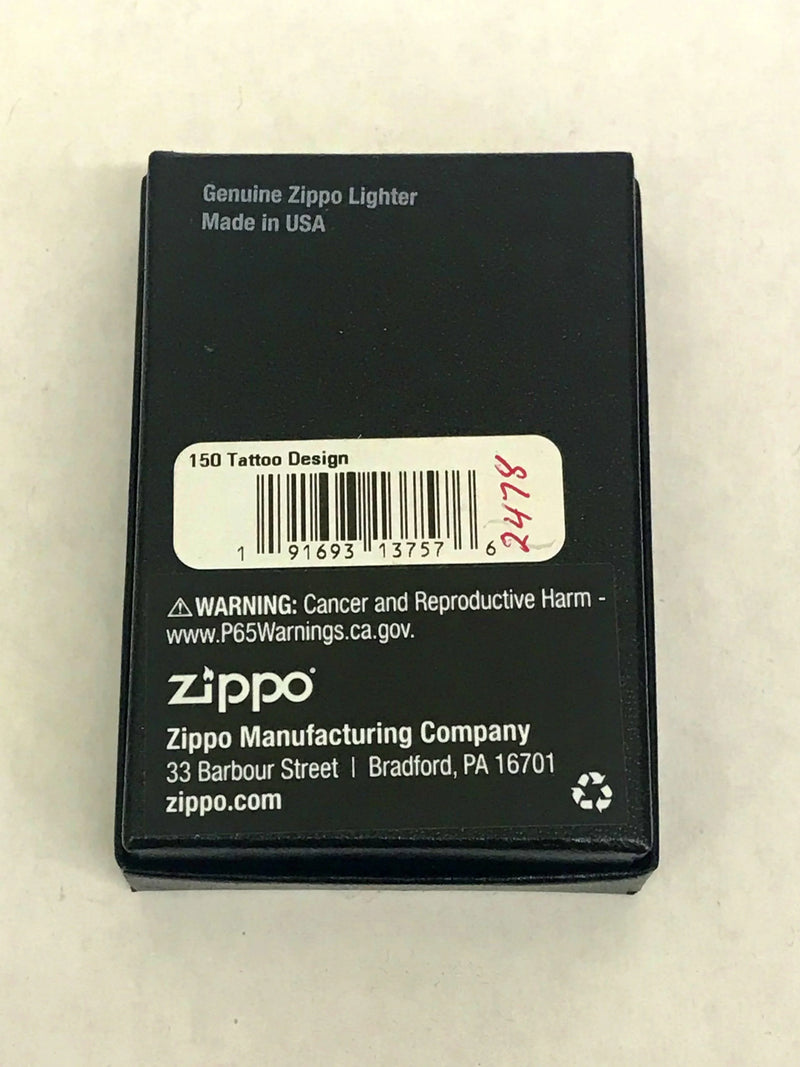 Genuine Zippo Lighter
Made in USA
150 Tattoo Design
1 91693 13757 6
2478
WARNING: Cancer and Reproductive Harm -
www.P65Warnings.ca.gov.
zippo
Zippo Manufacturing Company
33 Barbour Street | Bradford, PA 16701
zippo.com